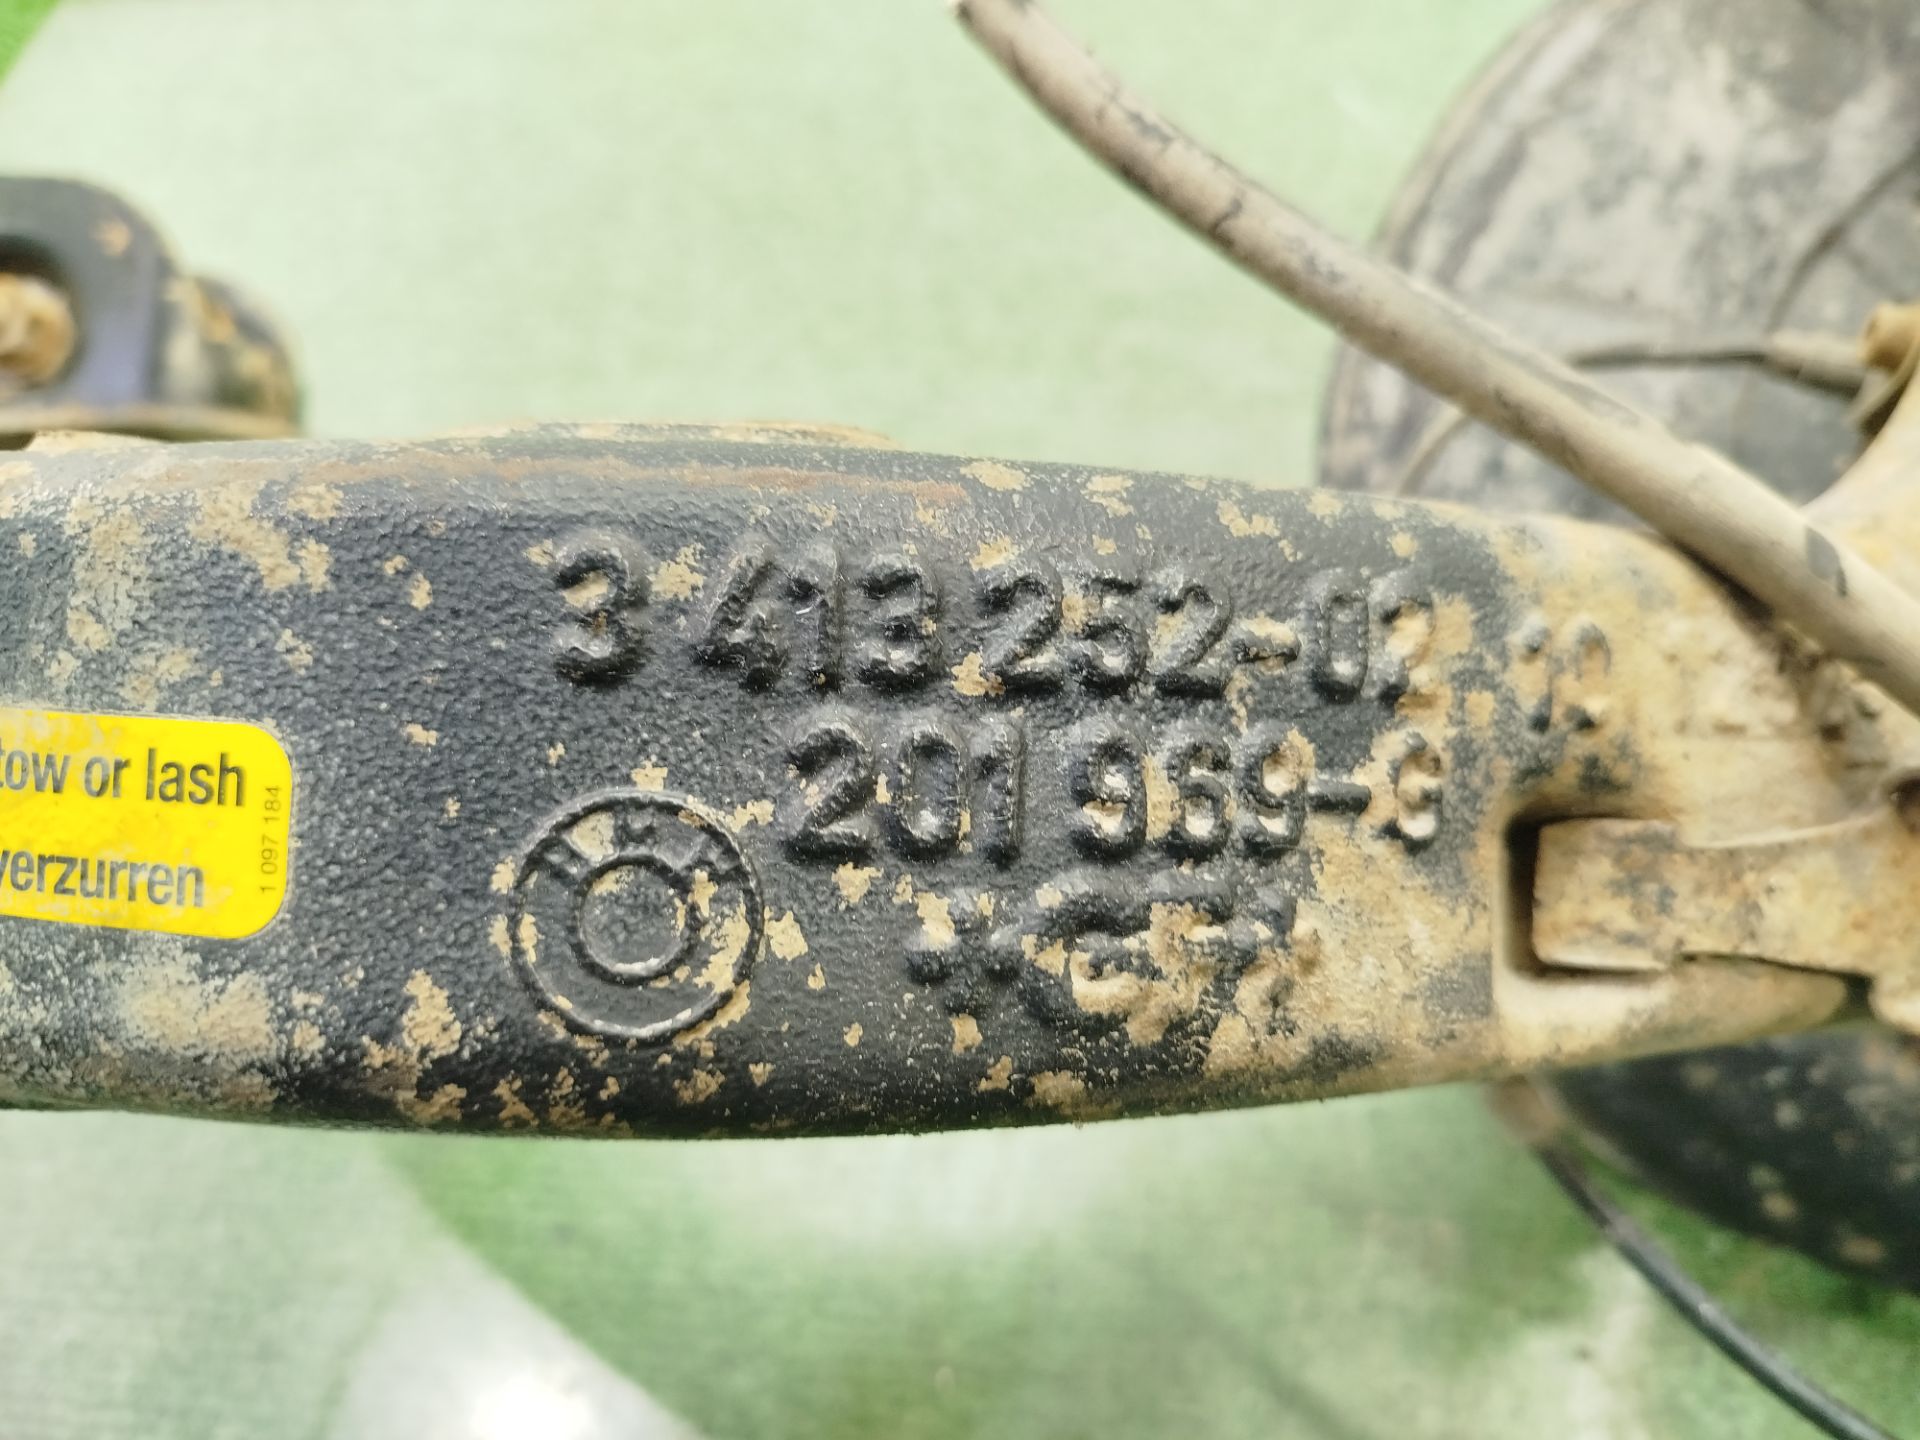 3 413 252-02
201 969-G
tow or lash
verzurren
1 097 184